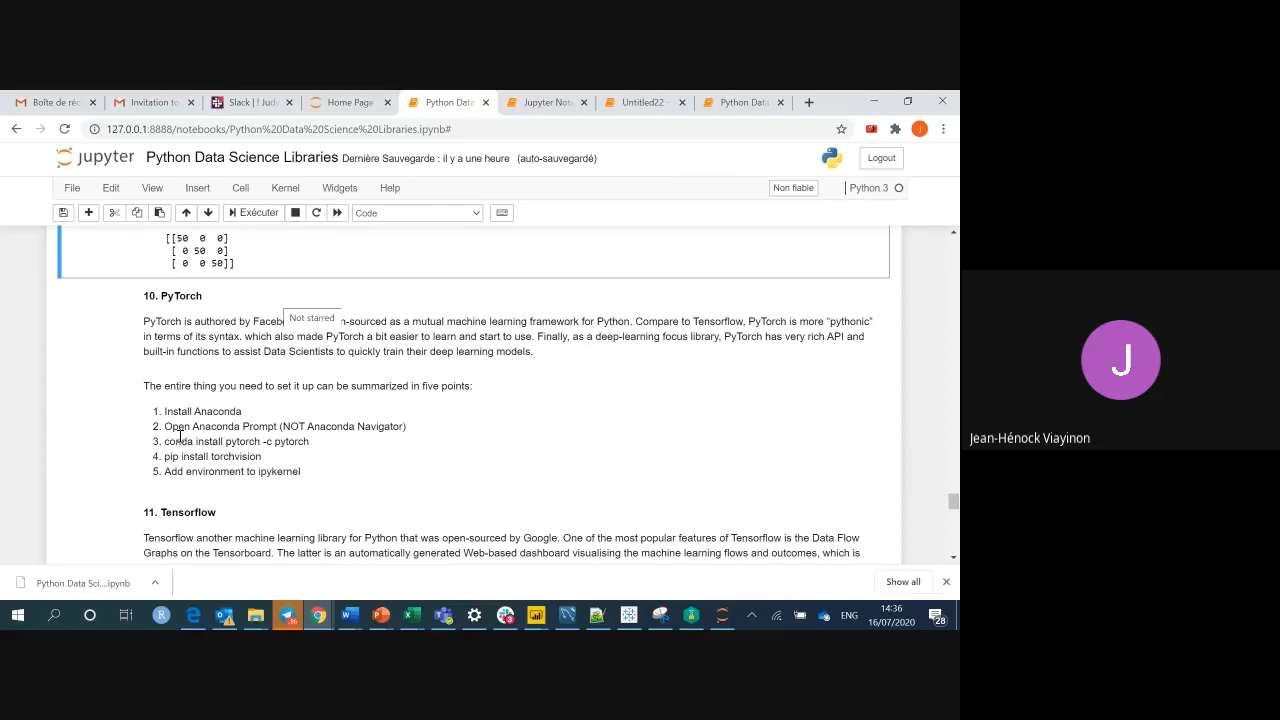 Boîte de réc
Invitation to
Slack | ! Jud
Home Page
Python Data
Jupyter Not
Untitled22 -
Python Data
127.0.0.1:8888/notebooks/Python%20Data%20Science%20Libraries.ipynb#
j
jupyter
Python Data Science Libraries Dernière Sauvegarde : il y a une heure (auto-sauvegardé)
Logout
File Edit View Insert Cell Kernel Widgets Help
Non fiable
Python 3
Exécuter
Code
[[50 0 0]
[ 0 50 0]
[ 0 0 50]]
10. PyTorch
Not starred
PyTorch is authored by Faceb n-sourced as a mutual machine learning framework for Python. Compare to Tensorflow, PyTorch is more "pythonic"
in terms of its syntax. which also made PyTorch a bit easier to learn and start to use. Finally, as a deep-learning focus library, PyTorch has very rich API and
built-in functions to assist Data Scientists to quickly train their deep learning models.
The entire thing you need to set it up can be summarized in five points:
1. Install Anaconda
2. Open Anaconda Prompt (NOT Anaconda Navigator)
3. conda install pytorch -c pytorch
4. pip install torchvision
5. Add environment to ipykernel
11. Tensorflow
Tensorflow another machine learning library for Python that was open-sourced by Google. One of the most popular features of Tensorflow is the Data Flow
Graphs on the Tensorboard. The latter is an automatically generated Web-based dashboard visualising the machine learning flows and outcomes, which is
Python Data Sci....ipynb
Show all
ENG
14:36
16/07/2020
28
J
Jean-Hénock Viayinon